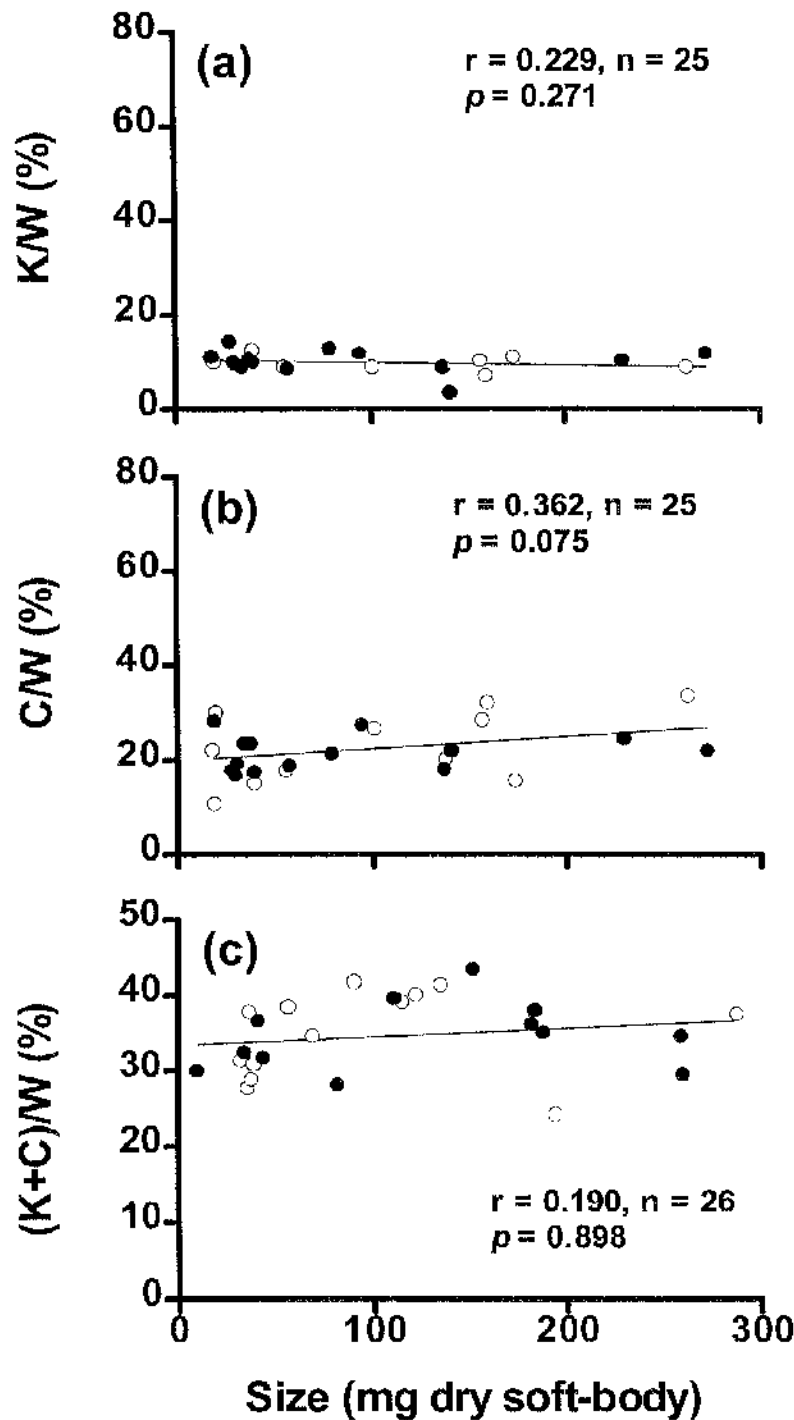 80
(a)
r = 0.229, n = 25
p = 0.271
60
K/W (%)
40
20
0
80
(b)
r = 0.362, n = 25
p = 0.075
60
C/W (%)
40
20
0
50
(c)
40
(K+C)/W (%)
30
20
r = 0.190, n = 26
p = 0.898
10
0
0 100 200 300
Size (mg dry soft-body)